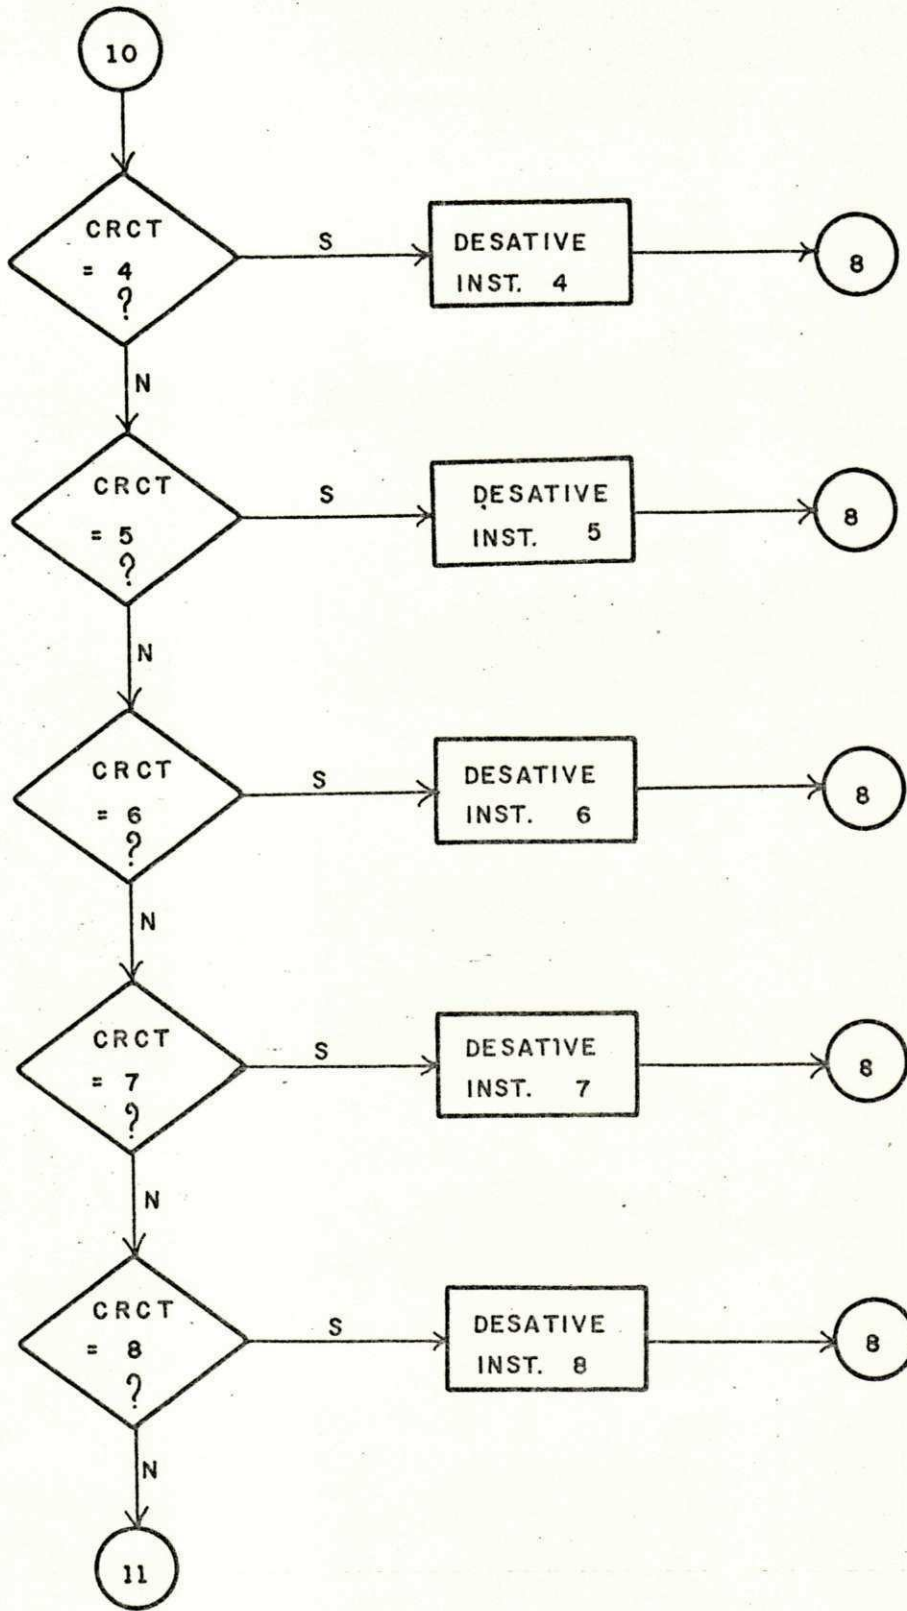 10
CRCT
= 4
?
S
DESATIVE
INST. 4
8
N
CRCT
= 5
?
S
DESATIVE
INST. 5
8
N
CRCT
= 6
?
S
DESATIVE
INST. 6
8
N
CRCT
= 7
?
S
DESATIVE
INST. 7
8
N
CRCT
= 8
?
S
DESATIVE
INST. 8
8
N
11